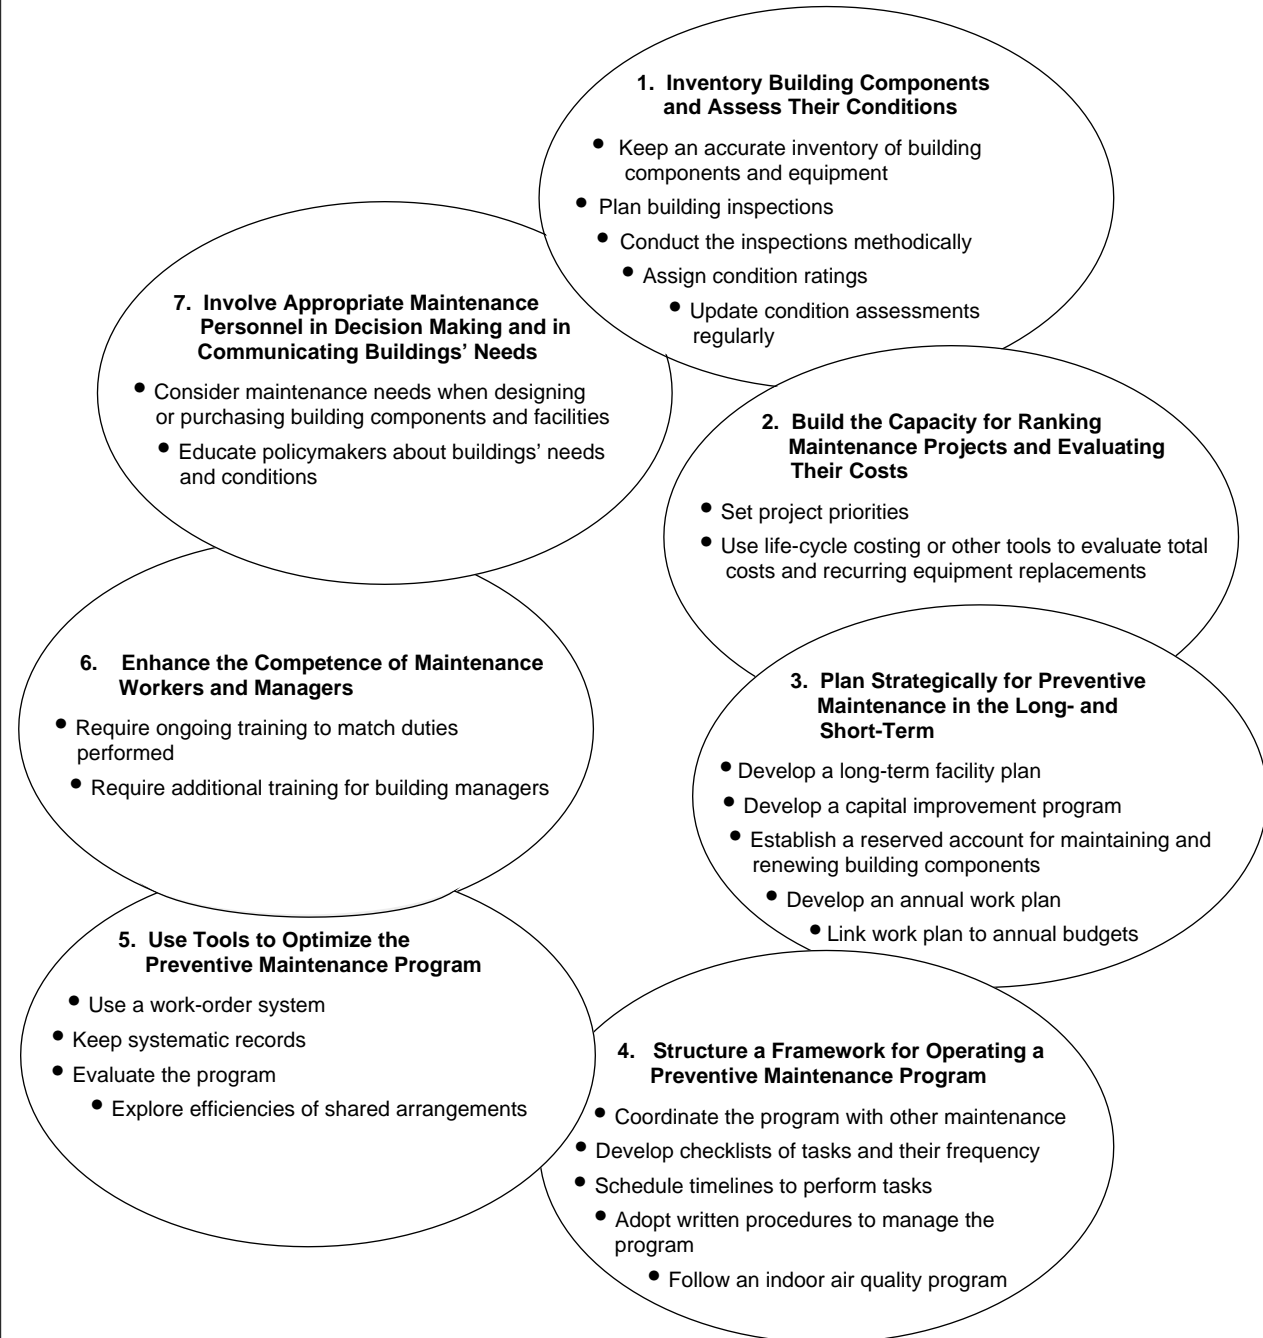 1. Inventory Building Components
and Assess Their Conditions
• Keep an accurate inventory of building
components and equipment
• Plan building inspections
• Conduct the inspections methodically
• Assign condition ratings
• Update condition assessments
regularly
2. Build the Capacity for Ranking
Maintenance Projects and Evaluating
Their Costs
• Set project priorities
• Use life-cycle costing or other tools to evaluate total
costs and recurring equipment replacements
3. Plan Strategically for Preventive
Maintenance in the Long- and
Short-Term
• Develop a long-term facility plan
• Develop a capital improvement program
• Establish a reserved account for maintaining and
renewing building components
• Develop an annual work plan
• Link work plan to annual budgets
4. Structure a Framework for Operating a
Preventive Maintenance Program
• Coordinate the program with other maintenance
• Develop checklists of tasks and their frequency
• Schedule timelines to perform tasks
• Adopt written procedures to manage the
program
• Follow an indoor air quality program
5. Use Tools to Optimize the
Preventive Maintenance Program
• Use a work-order system
• Keep systematic records
• Evaluate the program
• Explore efficiencies of shared arrangements
6. Enhance the Competence of Maintenance
Workers and Managers
• Require ongoing training to match duties
performed
• Require additional training for building managers
7. Involve Appropriate Maintenance
Personnel in Decision Making and in
Communicating Buildings’ Needs
• Consider maintenance needs when designing
or purchasing building components and facilities
• Educate policymakers about buildings’ needs
and conditions